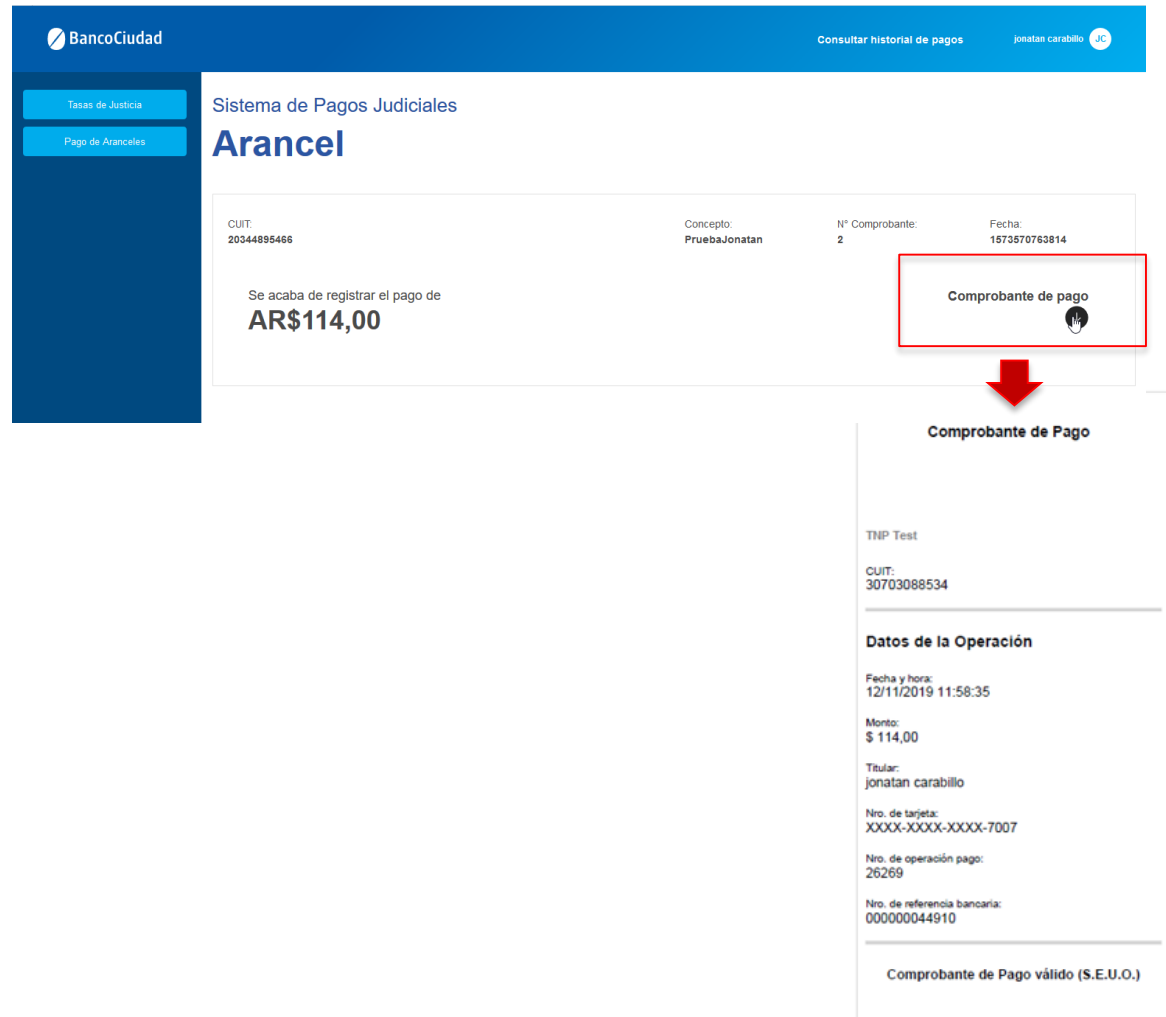 BancoCiudad
Consultar historial de pagos
jonatan carabillo JC
Tasas de Justicia
Pago de Aranceles
Sistema de Pagos Judiciales
Arancel
CUIT:
20344895466
Concepto:
PruebaJonatan
N° Comprobante:
2
Fecha:
1573570763814
Se acaba de registrar el pago de
AR$114,00
Comprobante de pago
Comprobante de Pago
TNP Test
CUIT:
30703088534
Datos de la Operación
Fecha y hora:
12/11/2019 11:58:35
Monto:
$ 114,00
Titular:
jonatan carabillo
Nro. de tarjeta:
XXXX-XXXX-XXXX-7007
Nro. de operación pago:
26269
Nro. de referencia bancaria:
000000044910
Comprobante de Pago válido (S.E.U.O.)